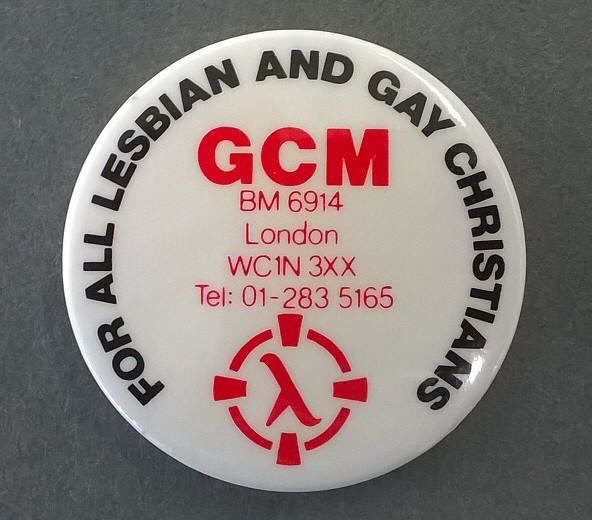 FOR ALL LESBIAN AND GAY CHRISTIANS
GCM
BM 6914
London
WC1N 3XX
Tel: 01-283 5165
λ